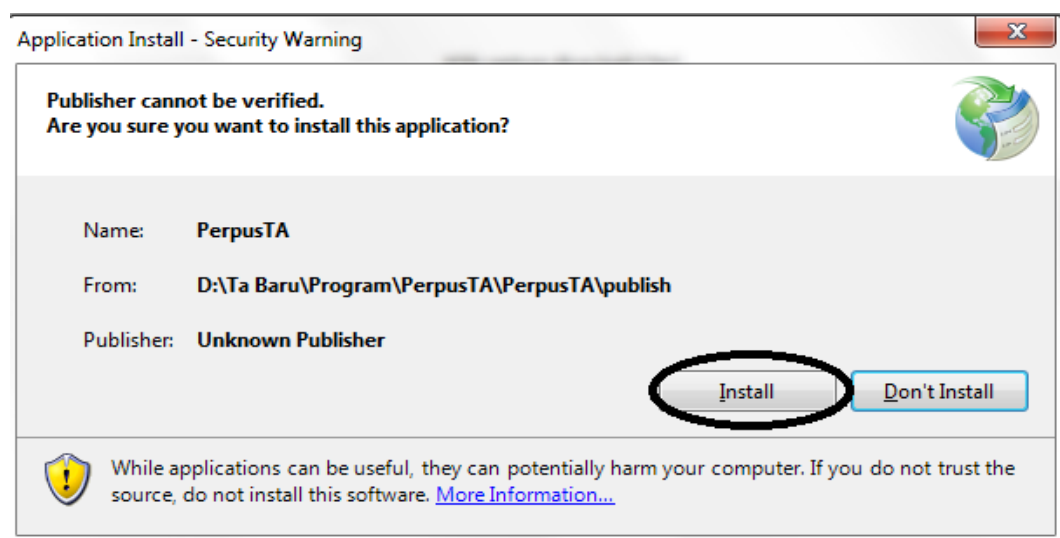 Application Install - Security Warning
Publisher cannot be verified.
Are you sure you want to install this application?
Name: PerpusTA
From: D:\Ta Baru\Program\PerpusTA\PerpusTA\publish
Publisher: Unknown Publisher
Install Don't Install
While applications can be useful, they can potentially harm your computer. If you do not trust the
source, do not install this software. More Information...